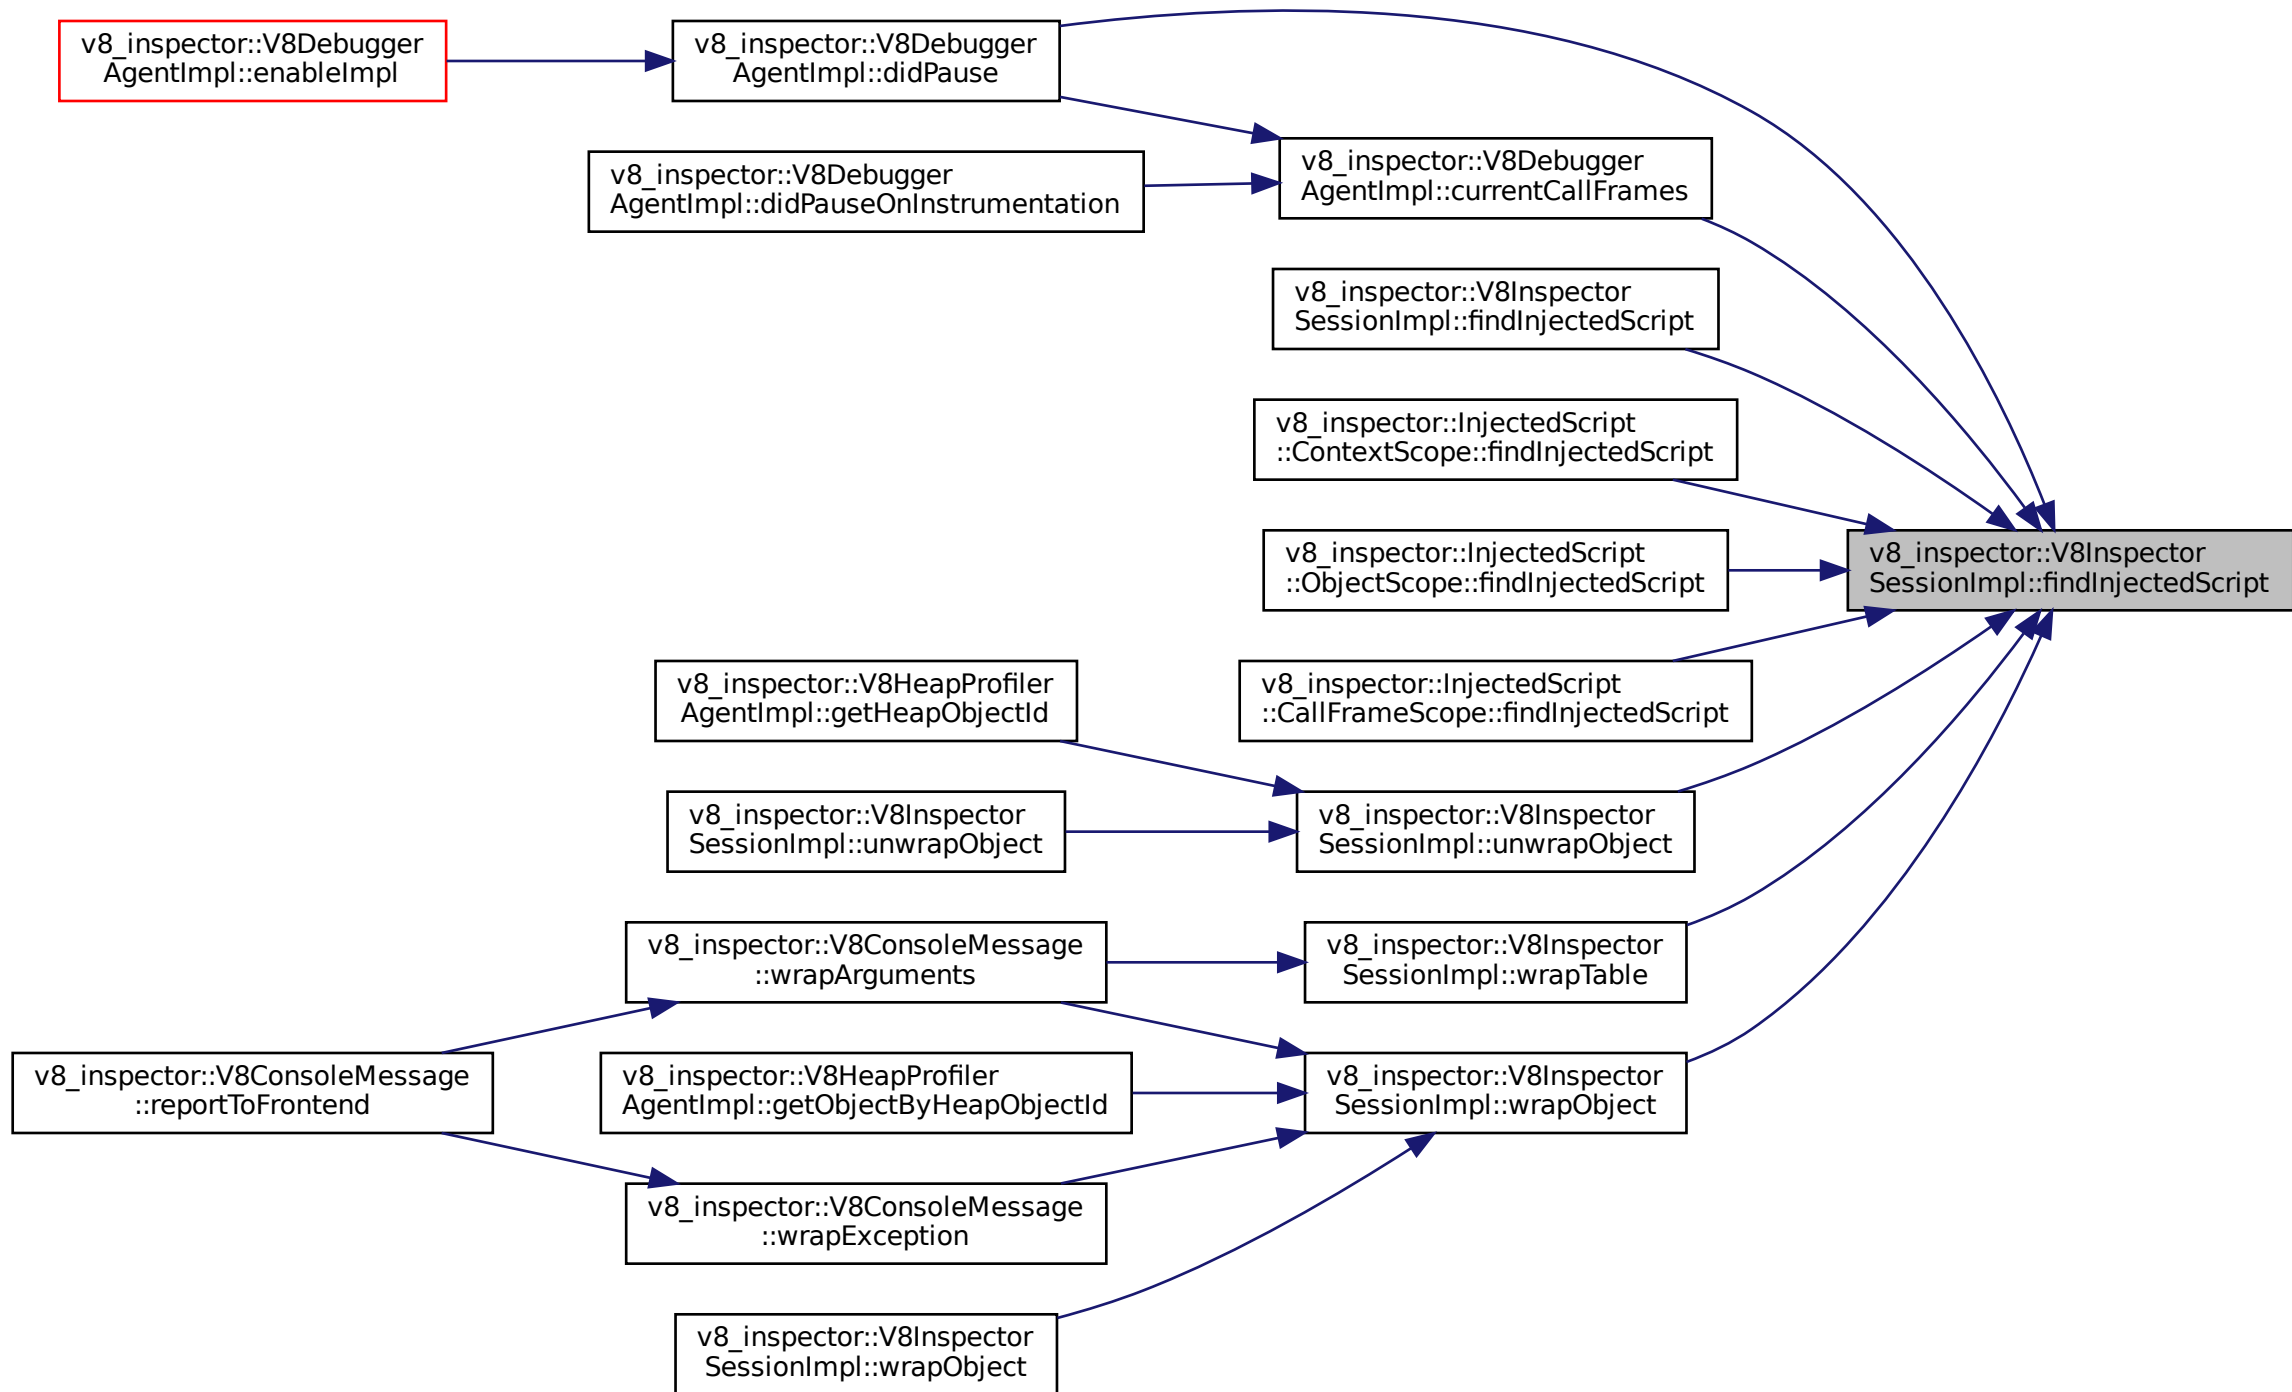 v8_inspector::V8Debugger
AgentImpl::enableImpl
v8_inspector::V8Debugger
AgentImpl::didPause
v8_inspector::V8Debugger
AgentImpl::didPauseOnInstrumentation
v8_inspector::V8Debugger
AgentImpl::currentCallFrames
v8_inspector::V8Inspector
SessionImpl::findInjectedScript
v8_inspector::InjectedScript
::ContextScope::findInjectedScript
v8_inspector::InjectedScript
::ObjectScope::findInjectedScript
v8_inspector::V8Inspector
SessionImpl::findInjectedScript
v8_inspector::InjectedScript
::CallFrameScope::findInjectedScript
v8_inspector::V8HeapProfiler
AgentImpl::getHeapObjectId
v8_inspector::V8Inspector
SessionImpl::unwrapObject
v8_inspector::V8Inspector
SessionImpl::unwrapObject
v8_inspector::V8ConsoleMessage
::wrapArguments
v8_inspector::V8Inspector
SessionImpl::wrapTable
v8_inspector::V8ConsoleMessage
::reportToFrontend
v8_inspector::V8HeapProfiler
AgentImpl::getObjectByHeapObjectId
v8_inspector::V8Inspector
SessionImpl::wrapObject
v8_inspector::V8ConsoleMessage
::wrapException
v8_inspector::V8Inspector
SessionImpl::wrapObject